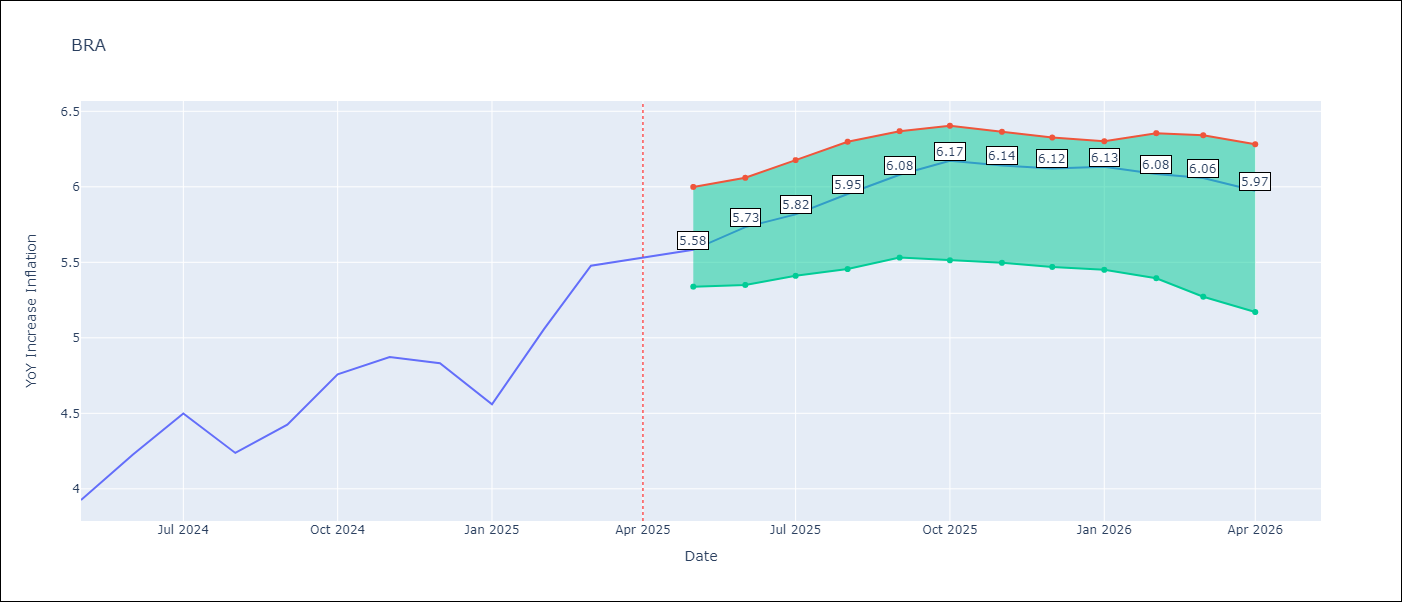 BRA
YoY Increase Inflation
6.5
6
5.5
5
4.5
4
5.58
5.73
5.82
5.95
6.08
6.17
6.14
6.12
6.13
6.08
6.06
5.97
Jul 2024
Oct 2024
Jan 2025
Apr 2025
Jul 2025
Oct 2025
Jan 2026
Apr 2026
Date